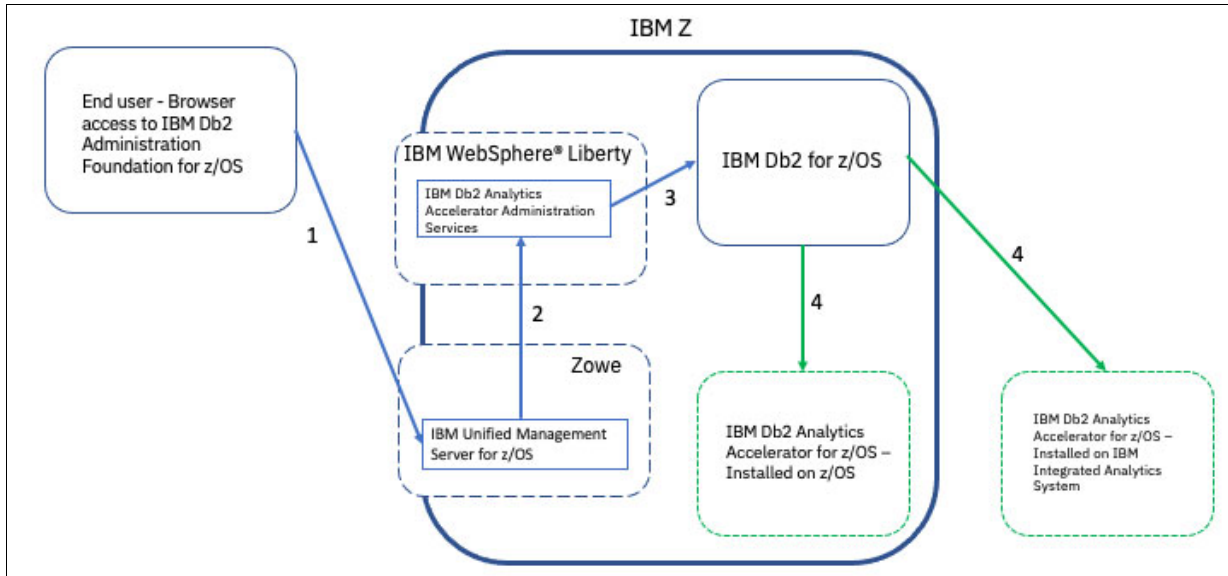 IBM Z
End user - Browser
access to IBM Db2
Administration
Foundation for z/OS
IBM WebSphere® Liberty
IBM Db2 Analytics
Accelerator Administration
Services
IBM Db2 for z/OS
3
1
2
4
4
Zowe
IBM Unified Management
Server for z/OS
IBM Db2 Analytics
Accelerator for z/OS –
Installed on z/OS
IBM Db2 Analytics
Accelerator for z/OS –
Installed on IBM
Integrated Analytics
System